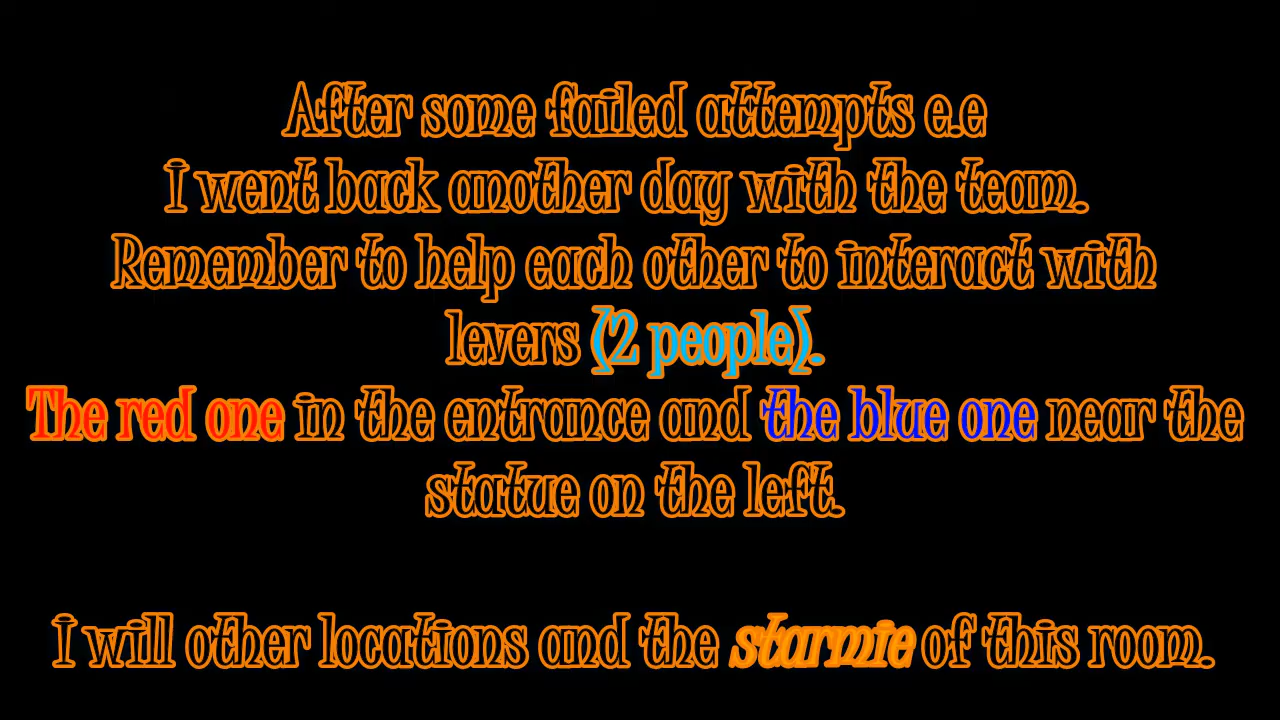 After some failed attempts e.e
I went back another day with the team.
Remember to help each other to interact with
levers (2 people).
The red one in the entrance and the blue one near the
statue on the left.
I will other locations and the starmie of this room.